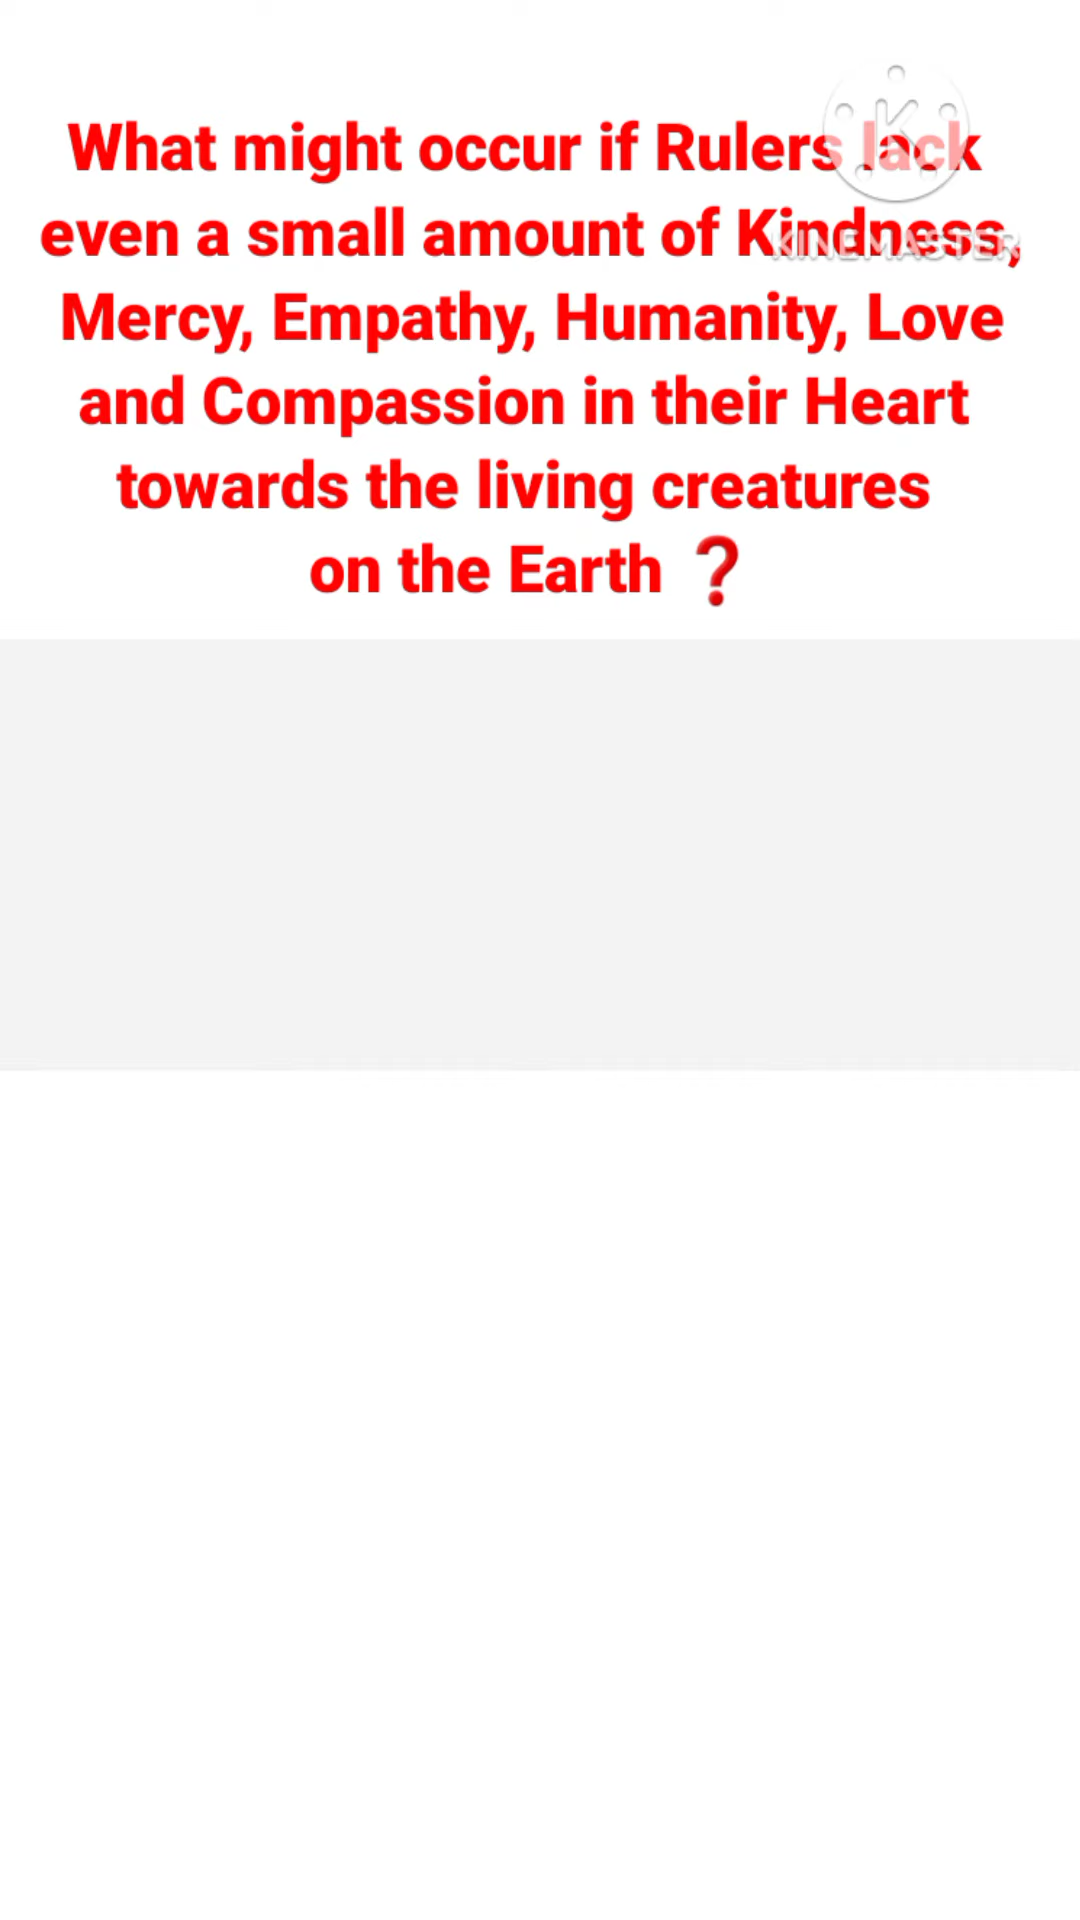 What might occur if Rulers lack
even a small amount of Kindness,
Mercy, Empathy, Humanity, Love
and Compassion in their Heart
towards the living creatures
on the Earth ❓
K
KINEMASTER